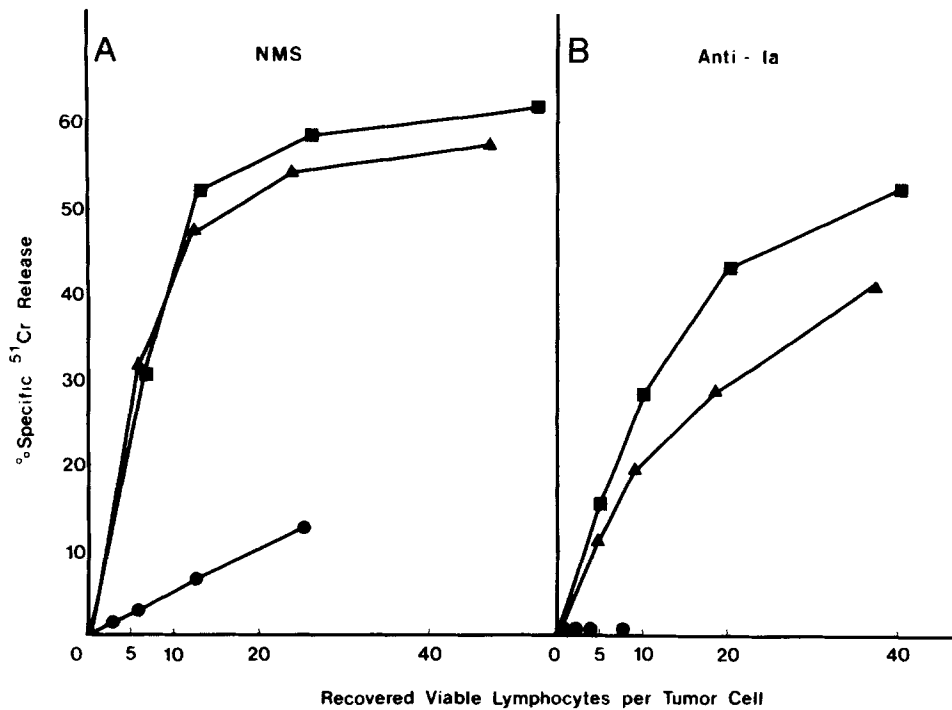 A
NMS
B
Anti - Ia
60
50
40
30
20
10
%Specific ⁵¹Cr Release
0 5 10 20 40
0 5 10 20 40
Recovered Viable Lymphocytes per Tumor Cell